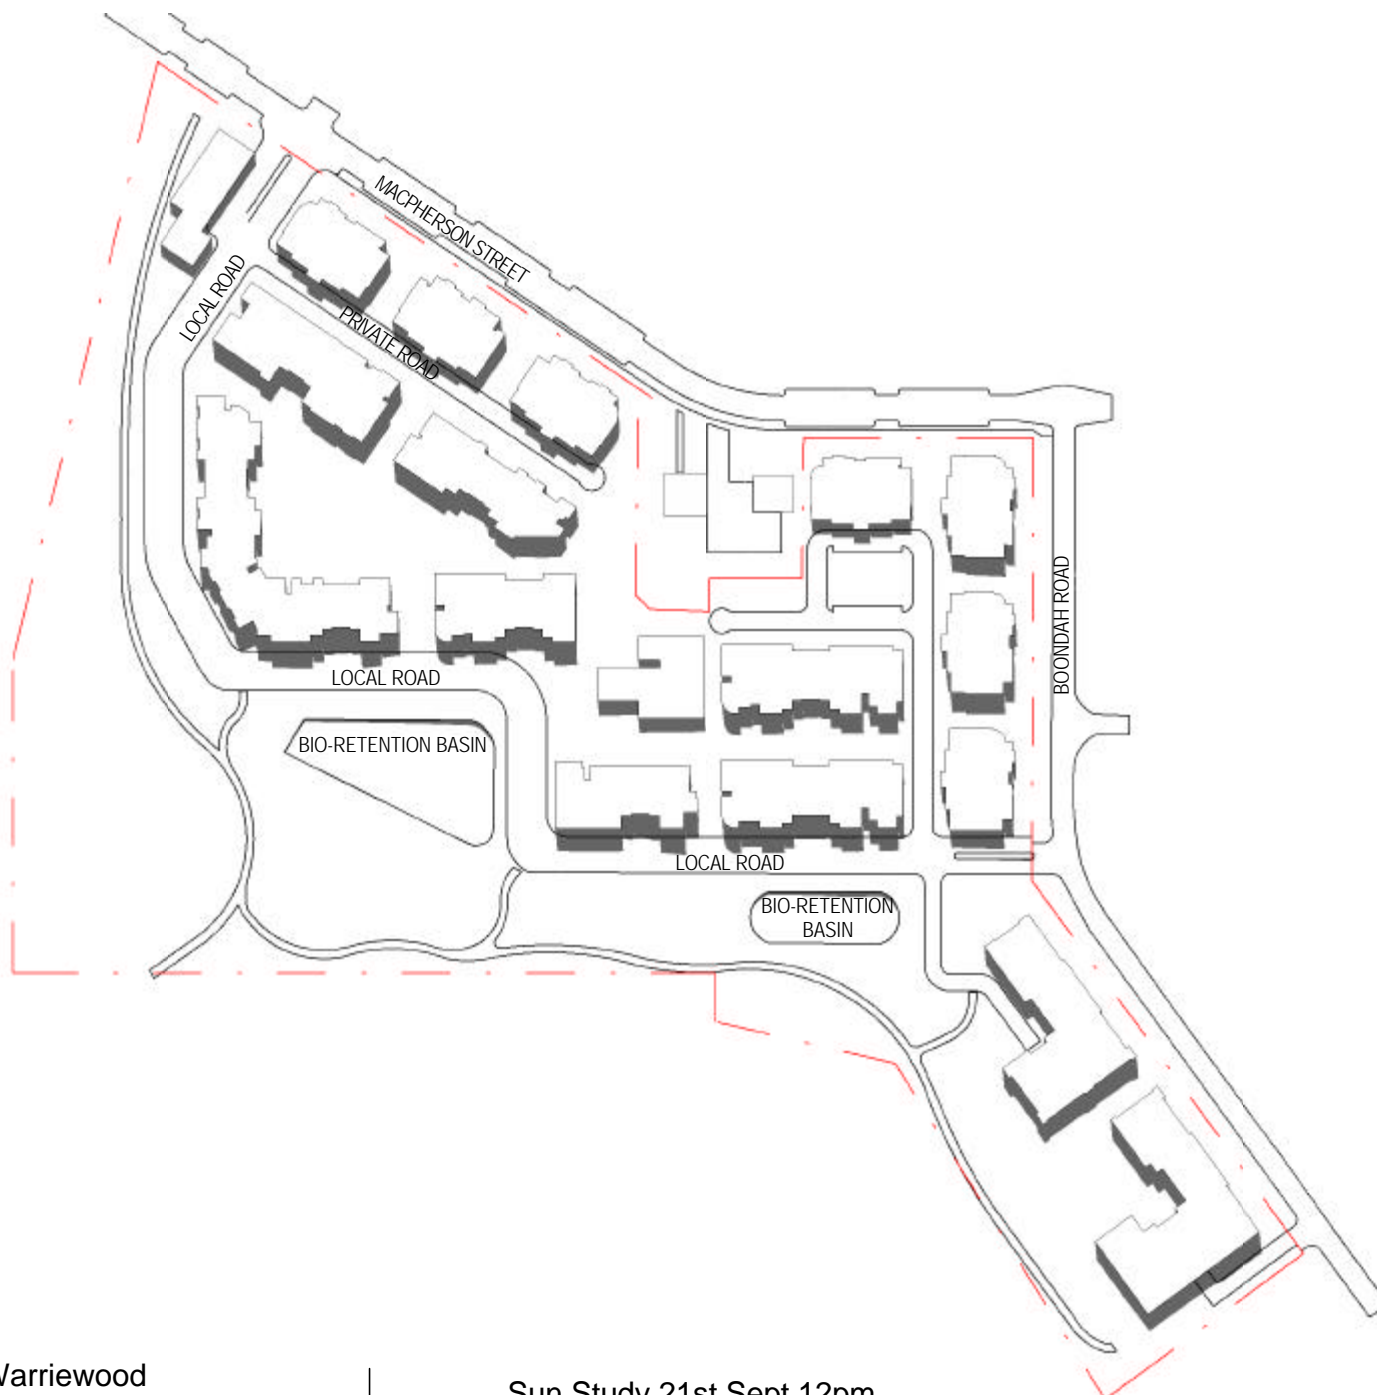 MACPHERSON STREET
LOCAL ROAD
PRIVATE ROAD
BOONDAH ROAD
LOCAL ROAD
BIO-RETENTION BASIN
LOCAL ROAD
BIO-RETENTION
BASIN
Warriewood
Sun Study 21st Sept 12pm